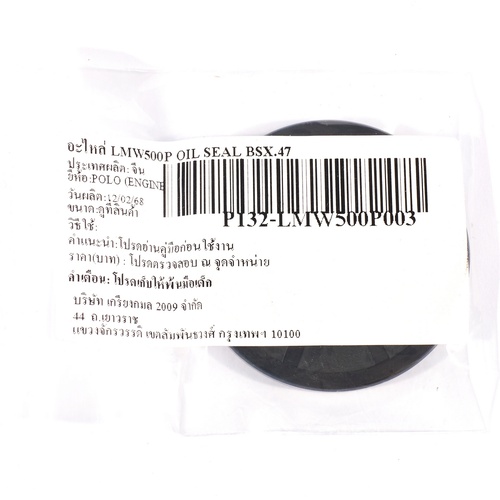 อะไหล่ LMW500P OIL SEAL BSX.47
ประเทศผลิต: จีน
ยี่ห้อ:POLO (ENGINE
วันผลิต:12/02/68
ขนาด:ดูที่สินค้า
วิธีใช้:
P132-LMW500P003
คำแนะนำ:โปรดอ่านคู่มือก่อนใช้งาน
ราคา(บาท) : โปรดตรวจสอบ ณ จุดจำหน่าย
คำเตือน: โปรดเก็บให้พ้นมือเด็ก
บริษัท เกรียงกมล 2009 จำกัด
44 ถ.เยาวราช
แขวงจักรวรรดิ เขตสัมพันธวงศ์ กรุงเทพฯ 10100